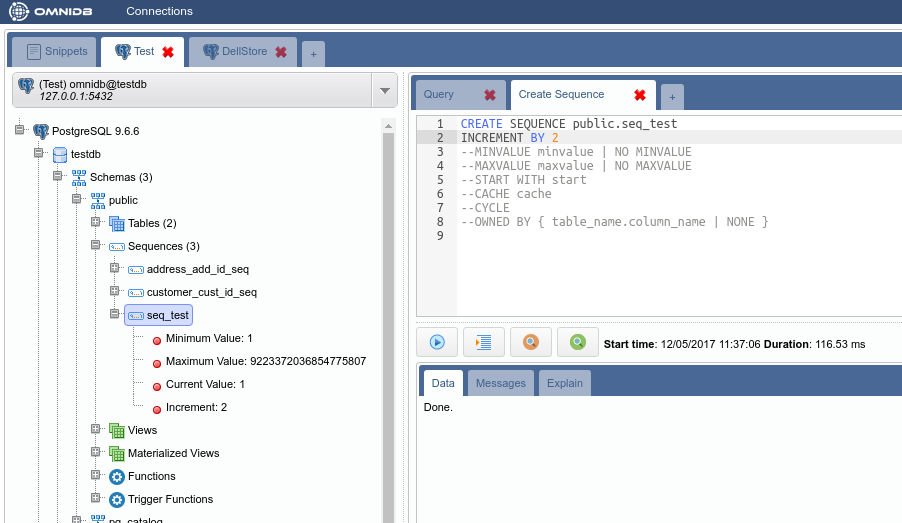 OMNIDB Connections
Snippets Test DellStore +
(Test) omnidb@testdb
127.0.0.1:5432
PostgreSQL 9.6.6
testdb
Schemas (3)
public
Tables (2)
Sequences (3)
address_add_id_seq
customer_cust_id_seq
seq_test
Minimum Value: 1
Maximum Value: 9223372036854775807
Current Value: 1
Increment: 2
Views
Materialized Views
Functions
Trigger Functions
pg_catalog
Query Create Sequence +
1 CREATE SEQUENCE public.seq_test
2 INCREMENT BY 2
3 --MINVALUE minvalue | NO MINVALUE
4 --MAXVALUE maxvalue | NO MAXVALUE
5 --START WITH start
6 --CACHE cache
7 --CYCLE
8 --OWNED BY { table_name.column_name | NONE }
9
Start time: 12/05/2017 11:37:06 Duration: 116.53 ms
Data Messages Explain
Done.